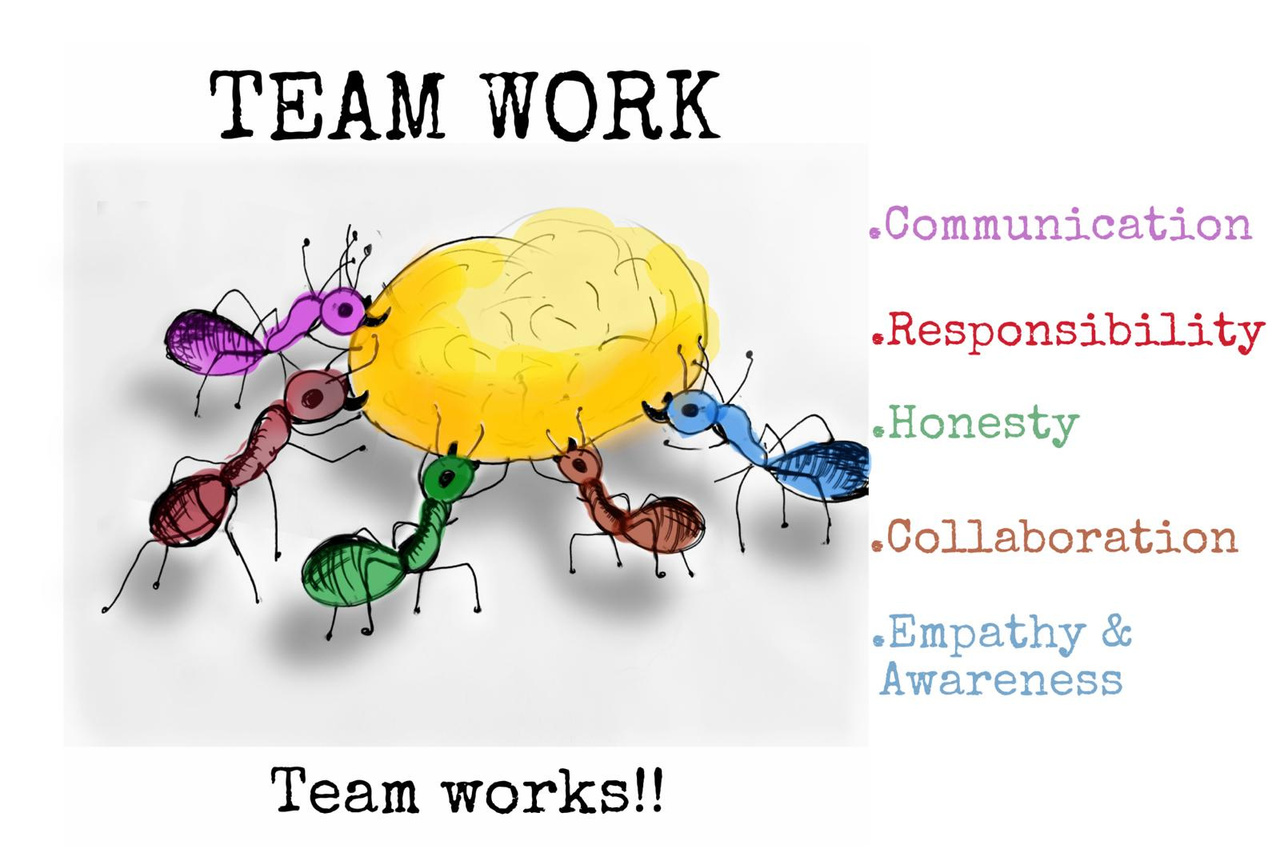 TEAM WORK
.Communication
.Responsibility
.Honesty
.Collaboration
.Empathy &
Awareness
Team works!!